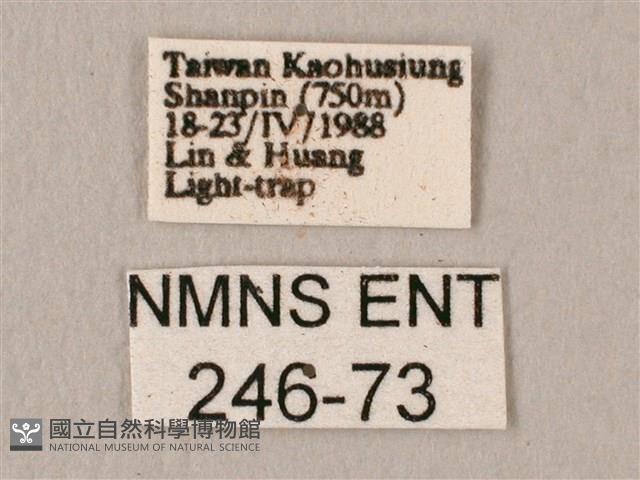 Taiwan Kaohusiung
Shanpin (750m)
18-23/IV/1988
Lin & Huang
Light-trap
NMNS ENT
246-73
國立自然科學博物館
NATIONAL MUSEUM OF NATURAL SCIENCE